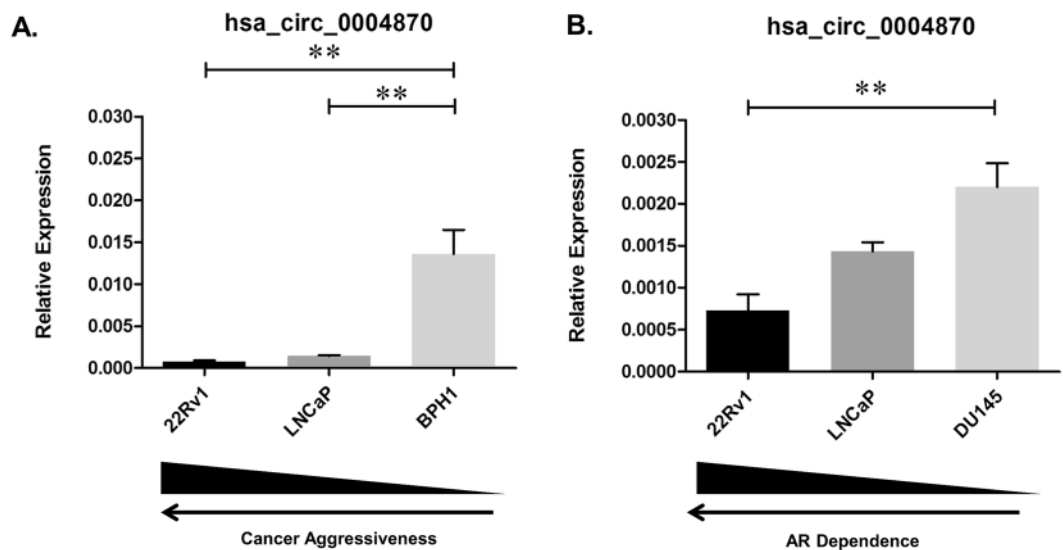 A.
hsa_circ_0004870
**
**
0.030
0.025
0.020
0.015
0.010
0.005
0.000
Relative Expression
22Rv1
LNCaP
BPH1
Cancer Aggressiveness
B.
hsa_circ_0004870
**
0.0030
0.0025
0.0020
0.0015
0.0010
0.0005
0.0000
Relative Expression
22Rv1
LNCaP
DU145
AR Dependence